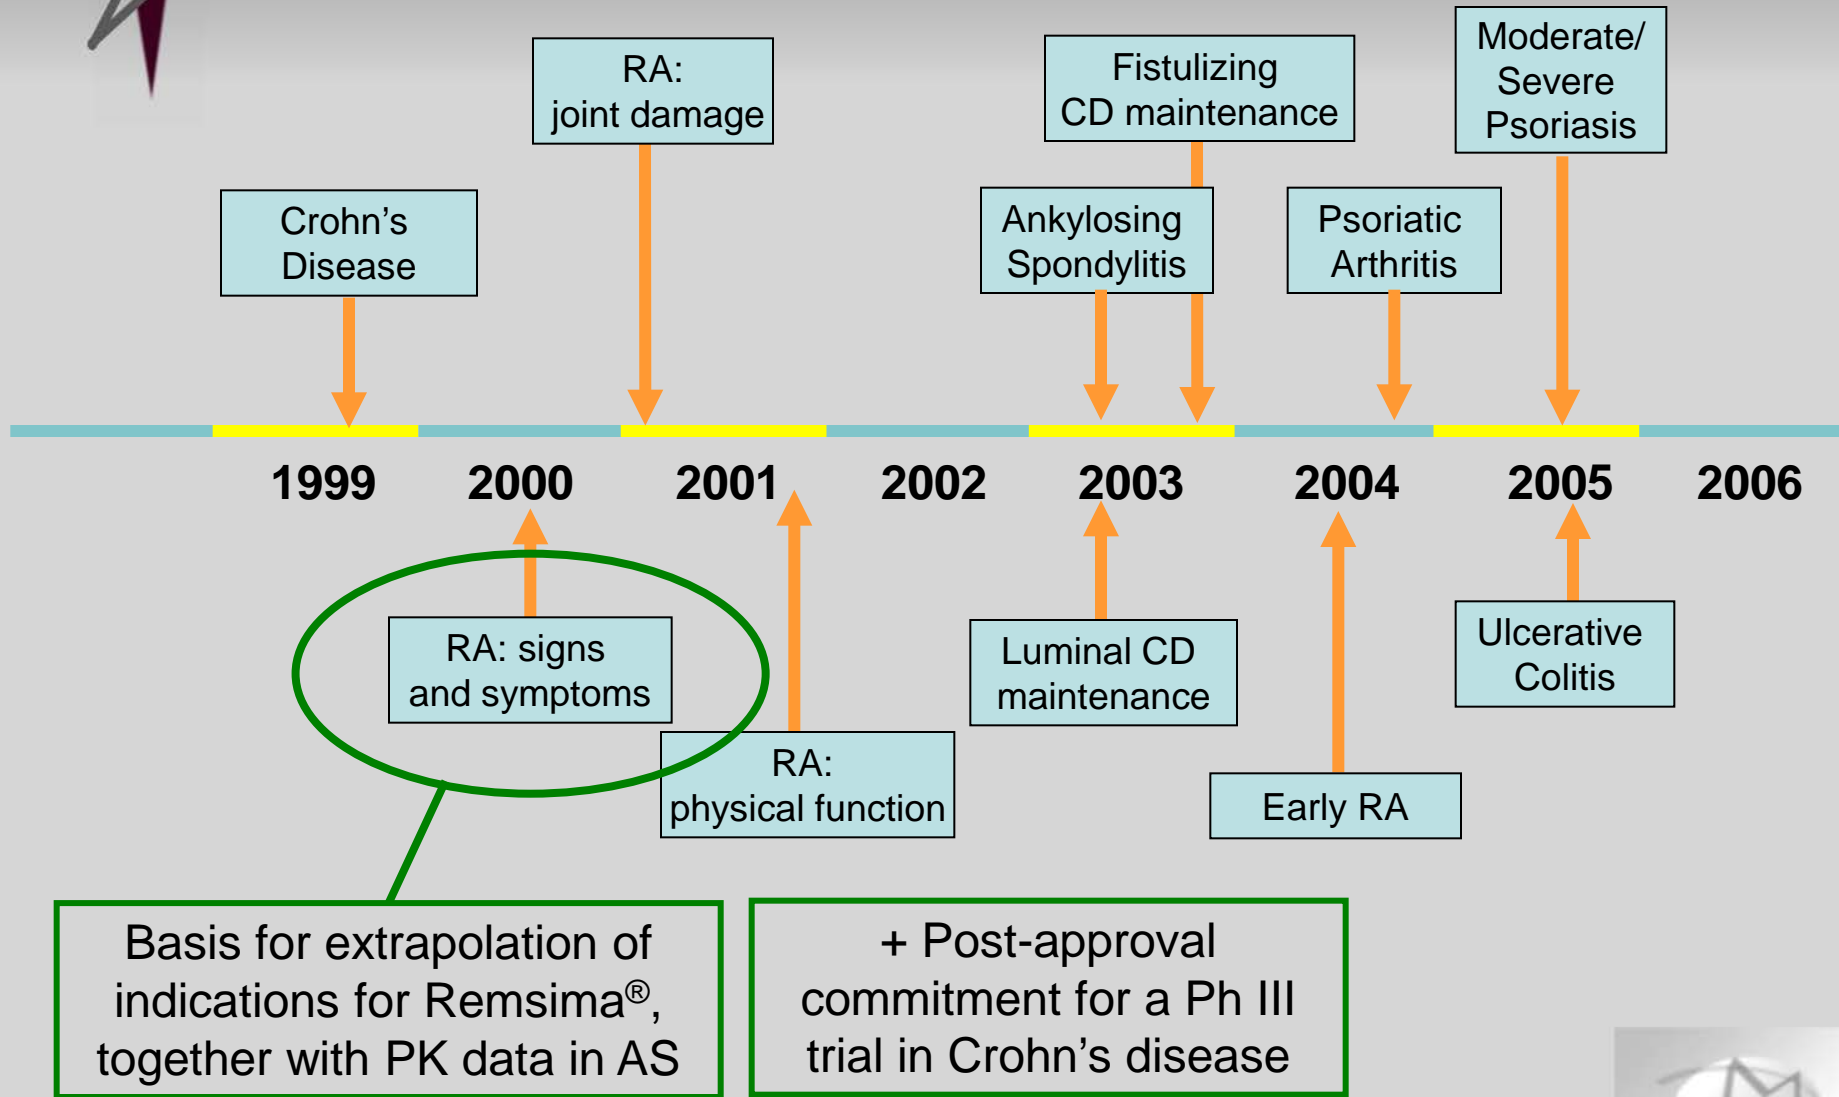 RA:
joint damage
Fistulizing
CD maintenance
Moderate/
Severe
Psoriasis
Crohn's
Disease
Ankylosing
Spondylitis
Psoriatic
Arthritis
1999 2000 2001 2002 2003 2004 2005 2006
RA: signs
and symptoms
Luminal CD
maintenance
Ulcerative
Colitis
RA:
physical function
Early RA
Basis for extrapolation of
indications for Remsima®,
together with PK data in AS
+ Post-approval
commitment for a Ph III
trial in Crohn's disease